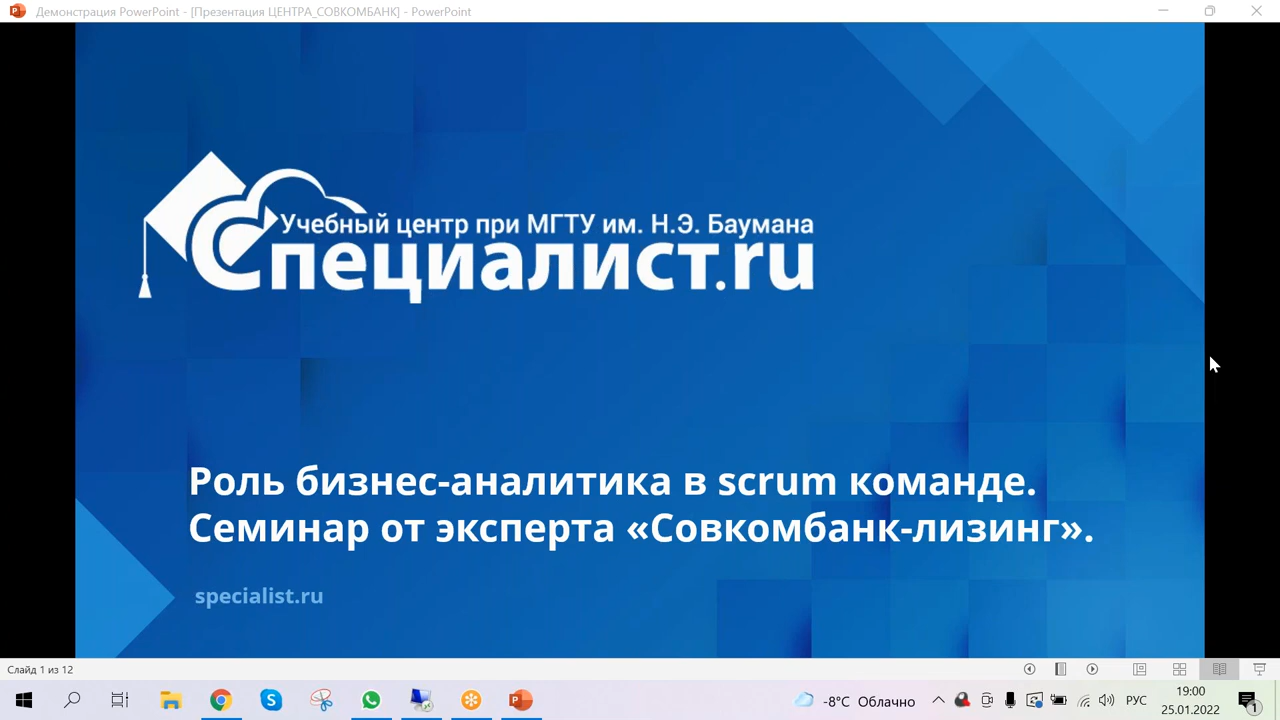 Демонстрация PowerPoint - [Презентация ЦЕНТРА_СОВКОМБАНК] - PowerPoint
Учебный центр при МГТУ им. Н.Э. Баумана
Специалист.ru
Роль бизнес-аналитика в scrum команде.
Семинар от эксперта «Совкомбанк-лизинг».
specialist.ru
Слайд 1 из 12
-8°C Облачно
РУС
19:00
25.01.2022
1